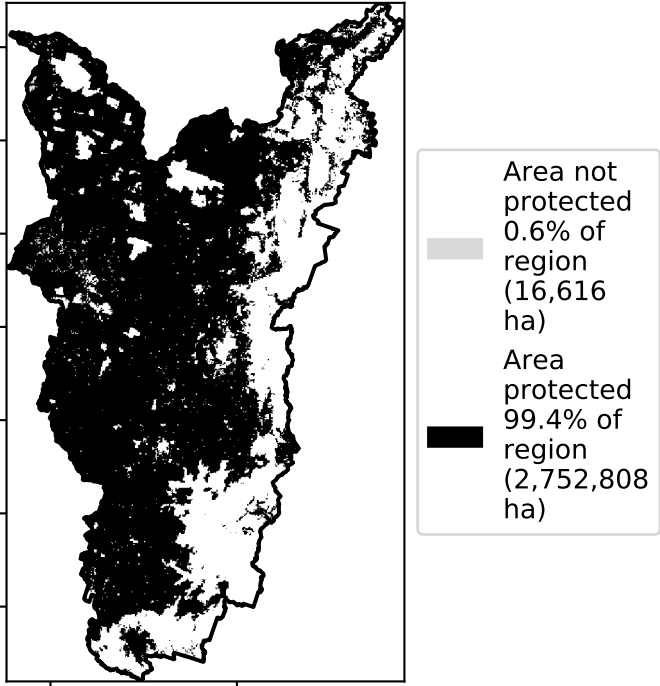 Area not
protected
0.6% of
region
(16,616
ha)
Area
protected
99.4% of
region
(2,752,808
ha)